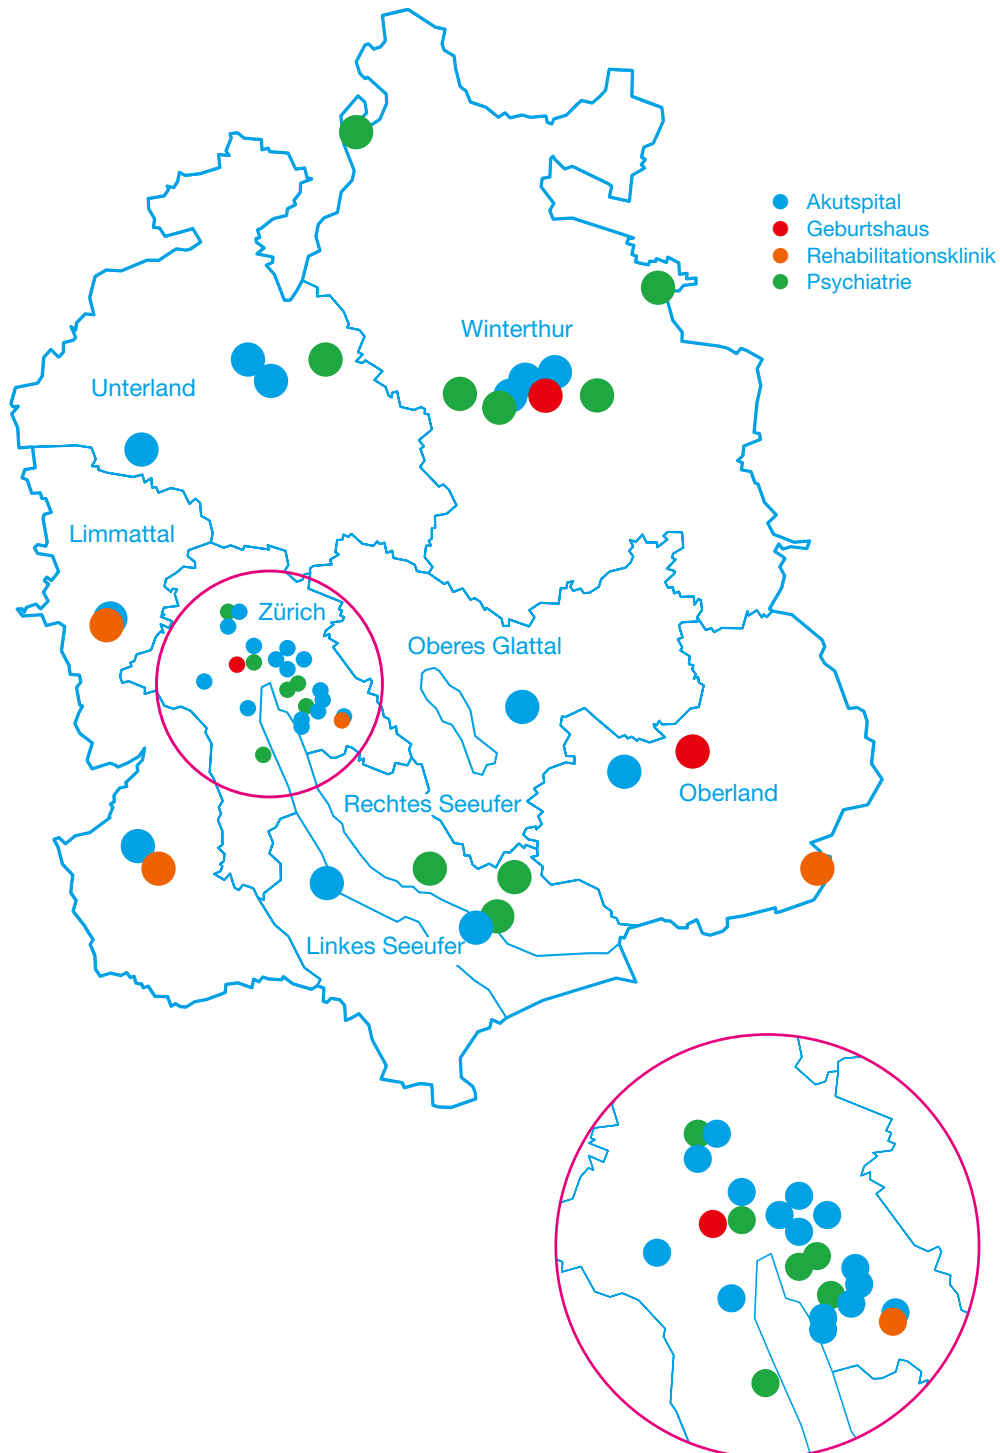 Akutspital
Geburtshaus
Rehabilitationsklinik
Psychiatrie
Winterthur
Unterland
Limmattal
Zürich
Oberes Glattal
Oberland
Rechtes Seeufer
Linkes Seeufer